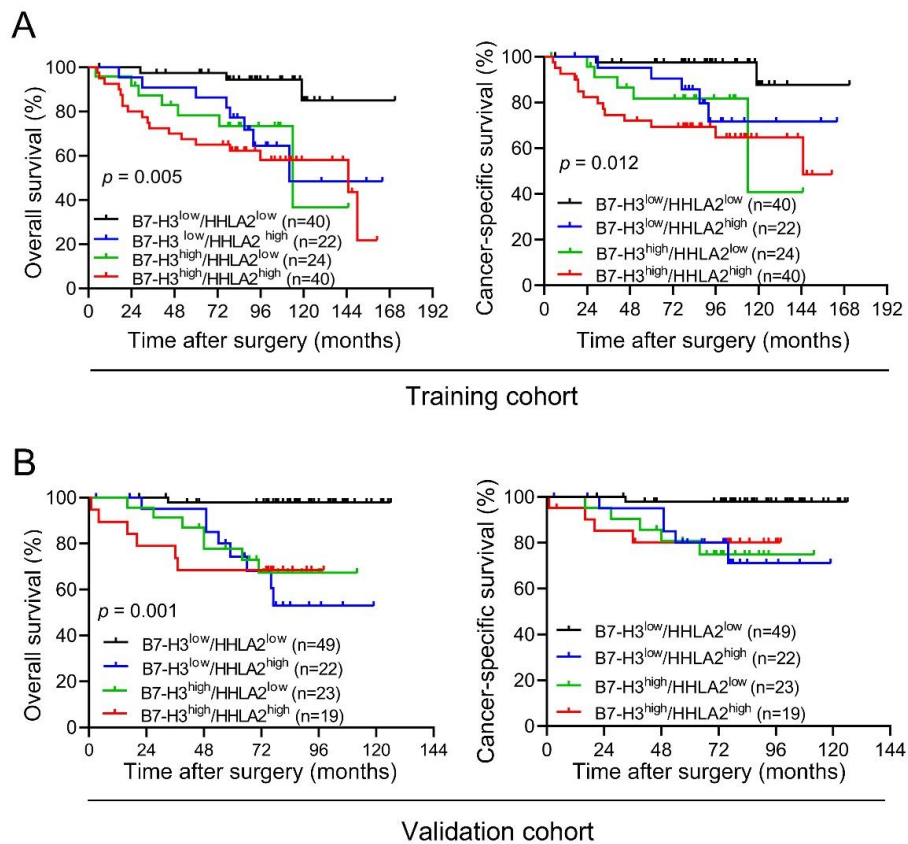 A
Overall survival (%)
100
80
60
40
20
0
p = 0.005
B7-H3low/HHLA2low (n=40)
B7-H3 low/HHLA2 high (n=22)
B7-H3high/HHLA2low (n=24)
B7-H3high/HHLA2high (n=40)
0 24 48 72 96 120 144 168 192
Time after surgery (months)
Cancer-specific survival (%)
100
80
60
40
20
0
p = 0.012
B7-H3low/HHLA2low (n=40)
B7-H3low/HHLA2high (n=22)
B7-H3high/HHLA2low (n=24)
B7-H3high/HHLA2high (n=40)
0 24 48 72 96 120 144 168 192
Time after surgery (months)
Training cohort
B
Overall survival (%)
100
80
60
40
20
0
p = 0.001
B7-H3low/HHLA2low (n=49)
B7-H3low/HHLA2high (n=22)
B7-H3high/HHLA2low (n=23)
B7-H3high/HHLA2high (n=19)
0 24 48 72 96 120 144
Time after surgery (months)
Cancer-specific survival (%)
100
80
60
40
20
0
B7-H3low/HHLA2low (n=49)
B7-H3low/HHLA2high (n=22)
B7-H3high/HHLA2low (n=23)
B7-H3high/HHLA2high (n=19)
0 24 48 72 96 120 144
Time after surgery (months)
Validation cohort